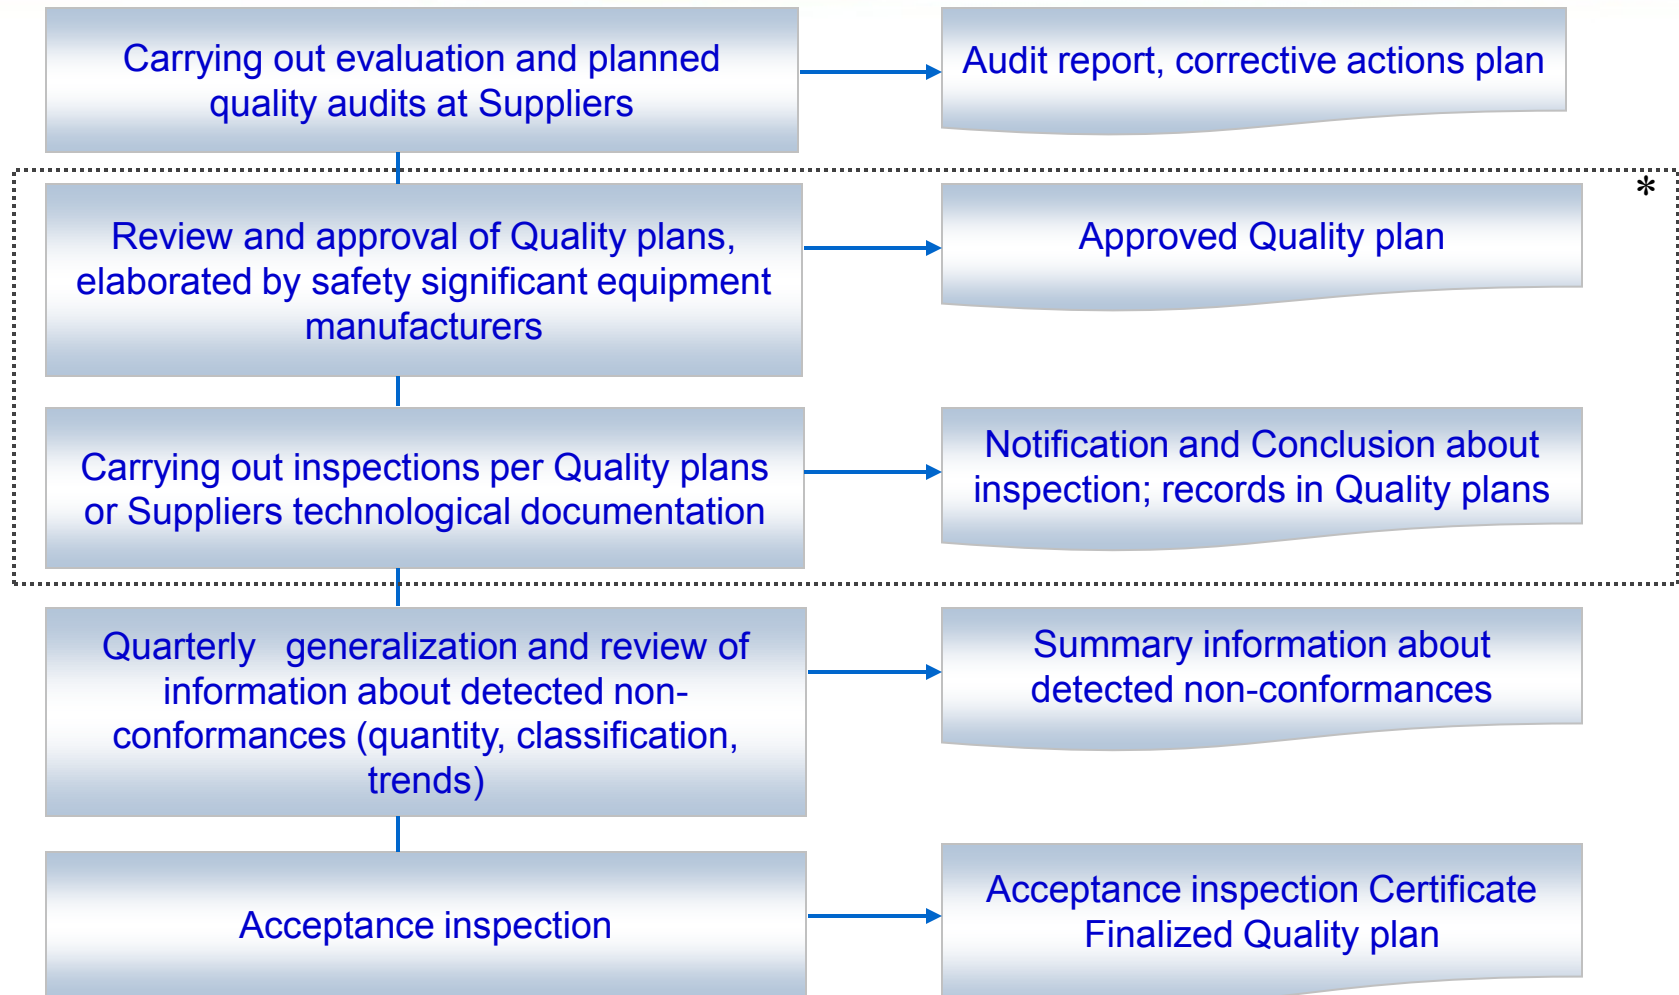 Carrying out evaluation and planned
quality audits at Suppliers
Audit report, corrective actions plan
*
Review and approval of Quality plans,
elaborated by safety significant equipment
manufacturers
Approved Quality plan
Carrying out inspections per Quality plans
or Suppliers technological documentation
Notification and Conclusion about
inspection; records in Quality plans
Quarterly generalization and review of
information about detected non-
conformances (quantity, classification,
trends)
Summary information about
detected non-conformances
Acceptance inspection
Acceptance inspection Certificate
Finalized Quality plan